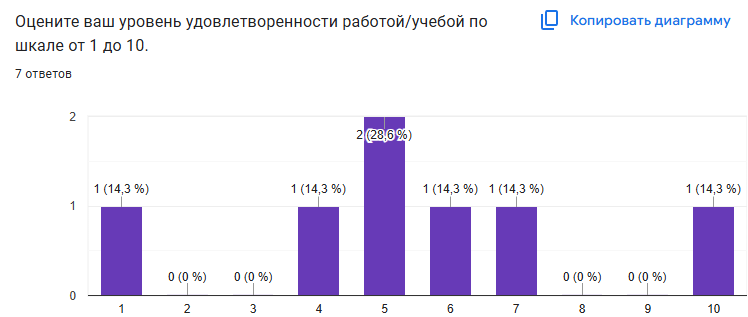 Оцените ваш уровень удовлетворенности работой/учебой по
шкале от 1 до 10.
Копировать диаграмму
7 ответов
2
1
0
1 (14,3 %)
0 (0 %)
0 (0 %)
1 (14,3 %)
2 (28,6 %)
1 (14,3 %)
1 (14,3 %)
0 (0 %)
0 (0 %)
1 (14,3 %)
1 2 3 4 5 6 7 8 9 10